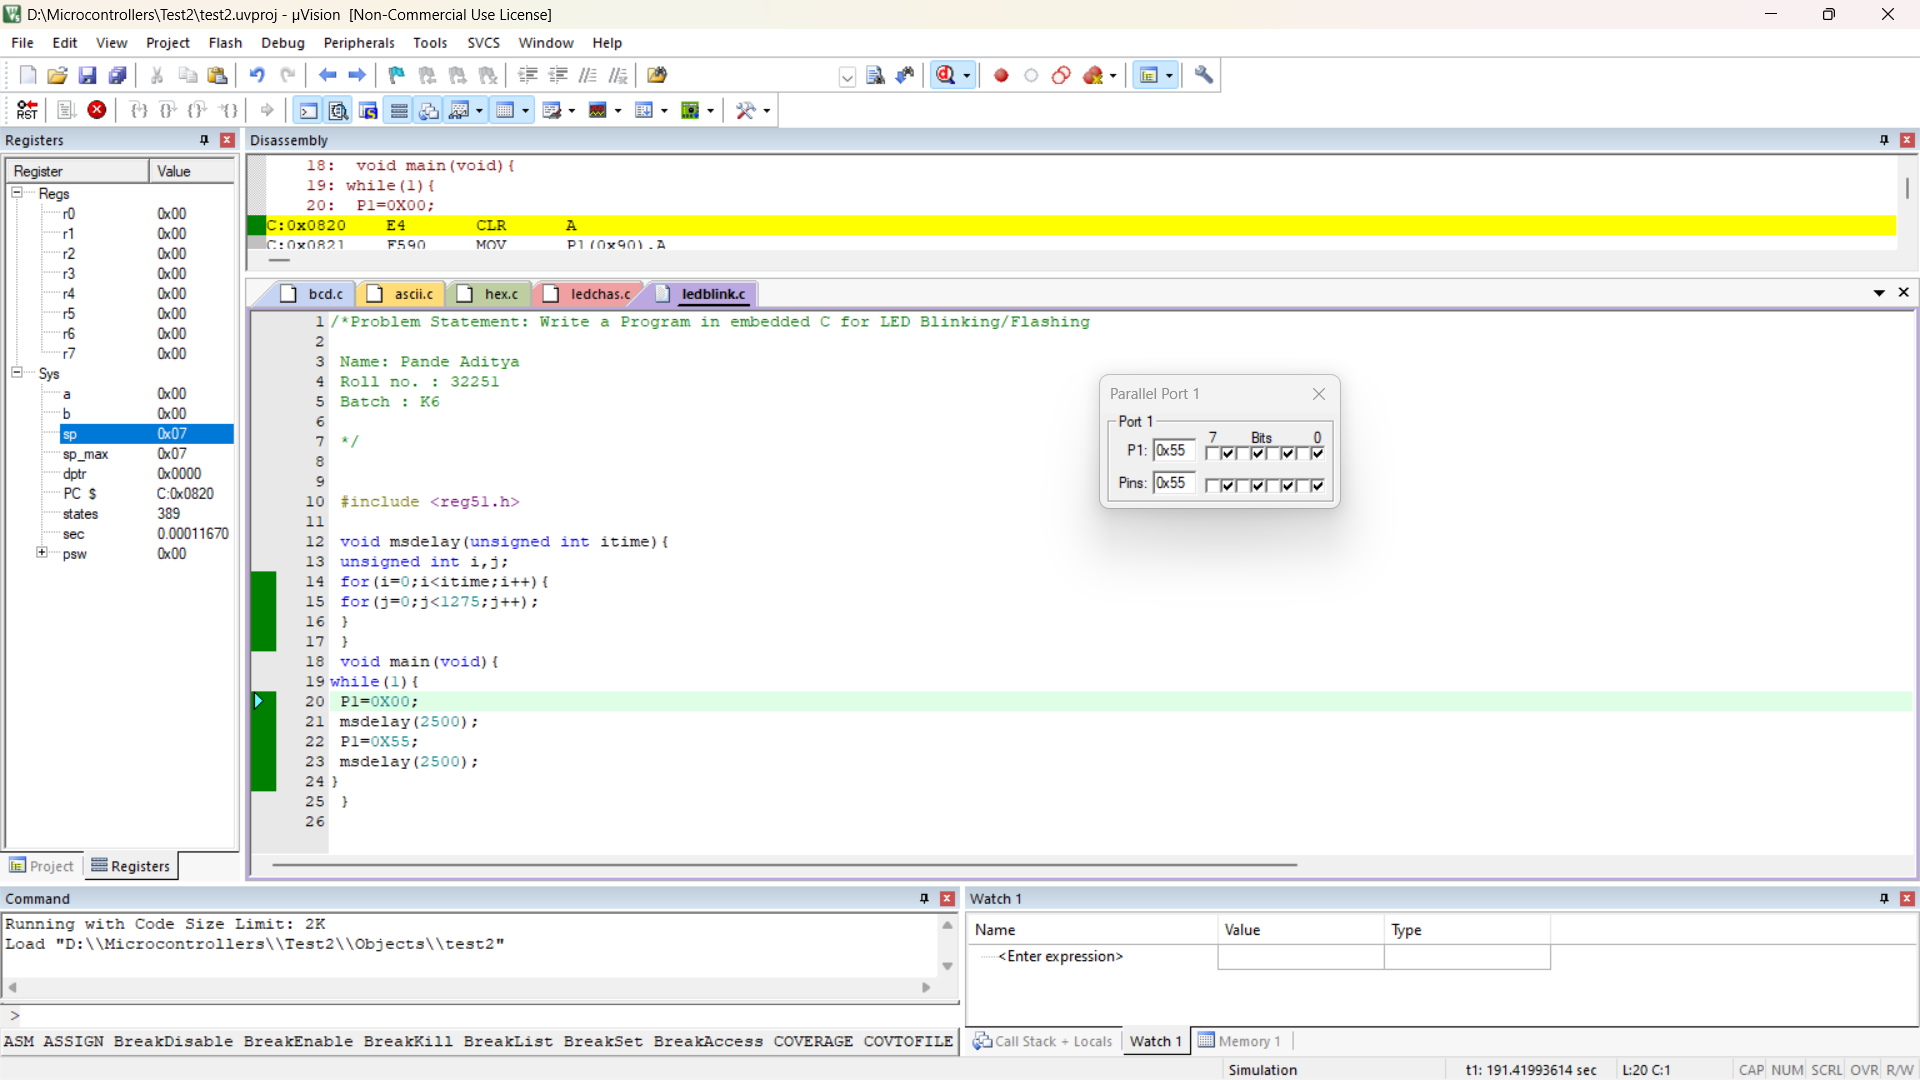 D:\Microcontrollers\Test2\test2.uvproj - µVision [Non-Commercial Use License]
File Edit View Project Flash Debug Peripherals Tools SVCS Window Help
RST
Registers
Register Value
Regs
r0 0x00
r1 0x00
r2 0x00
r3 0x00
r4 0x00
r5 0x00
r6 0x00
r7 0x00
Sys
a 0x00
b 0x00
sp 0x07
sp_max 0x07
dptr 0x0000
PC $ C:0x0820
states 389
sec 0.00011670
psw 0x00
Project Registers
Disassembly
18: void main(void){
19: while(1){
20: P1=0X00;
C:0x0820 E4 CLR A
C:0x0821 F590 MOV P1(0x90),A
bcd.c ascii.c hex.c ledchas.c ledblink.c
1 /*Problem Statement: Write a Program in embedded C for LED Blinking/Flashing
2
3 Name: Pande Aditya
4 Roll no. : 32251
5 Batch : K6
6
7 */
8
9
10 #include <reg51.h>
11
12 void msdelay(unsigned int itime){
13 unsigned int i,j;
14 for(i=0;i<itime;i++){
15 for(j=0;j<1275;j++);
16 }
17 }
18 void main(void){
19 while(1){
20 P1=0X00;
21 msdelay(2500);
22 P1=0X55;
23 msdelay(2500);
24 }
25 }
26
Parallel Port 1
Port 1
7 Bits 0
P1: 0x55
Pins: 0x55
Command
Running with Code Size Limit: 2K
Load "D:\\Microcontrollers\\Test2\\Objects\\test2"
>
ASM ASSIGN BreakDisable BreakEnable BreakKill BreakList BreakSet BreakAccess COVERAGE COVTOFILE
Watch 1
Name Value Type
<Enter expression>
Call Stack + Locals Watch 1 Memory 1
Simulation t1: 191.41993614 sec L:20 C:1 CAP NUM SCRL OVR R/W